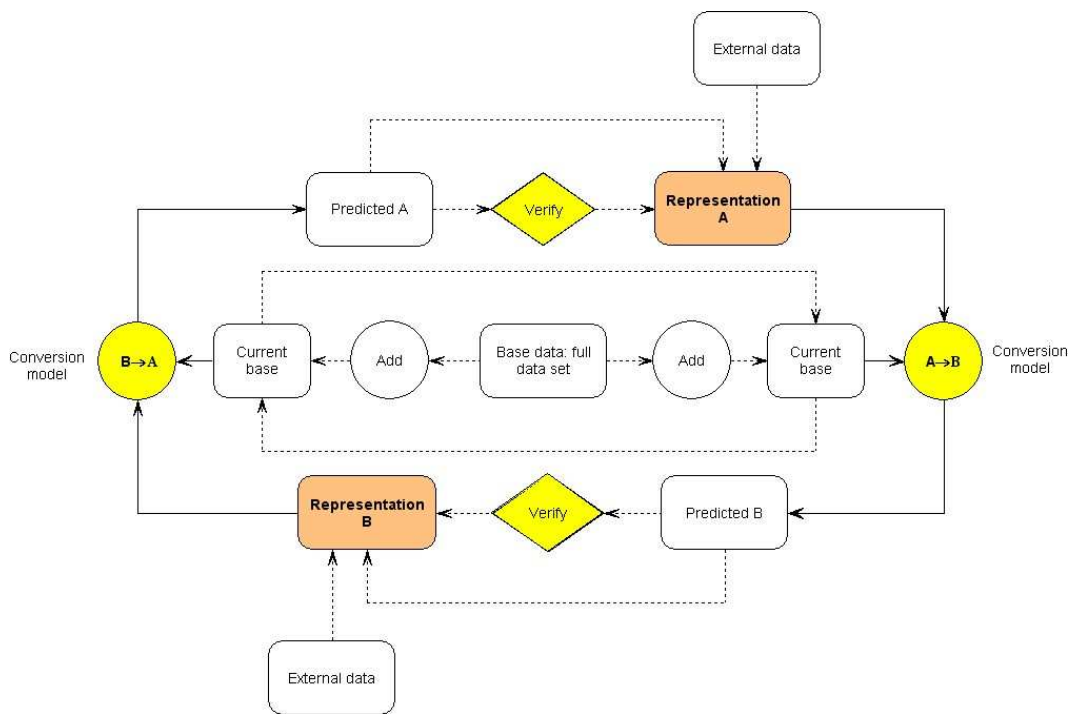 External data
Predicted A
Verify
Representation
A
Conversion
model
B→A
Current
base
Add
Base data: full
data set
Add
Current
base
A→B
Conversion
model
Representation
B
Verify
Predicted B
External data